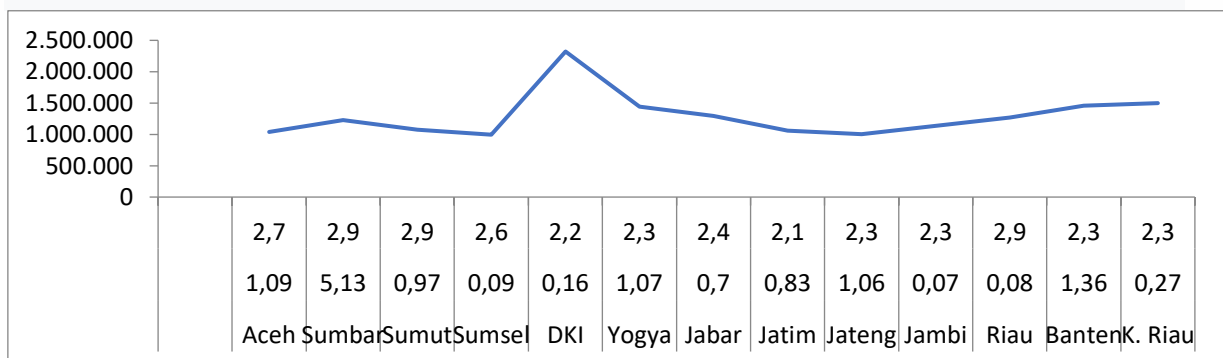 2.500.000
2.000.000
1.500.000
1.000.000
500.000
0
2,7 2,9 2,9 2,6 2,2 2,3 2,4 2,1 2,3 2,3 2,9 2,3 2,3
1,09 5,13 0,97 0,09 0,16 1,07 0,7 0,83 1,06 0,07 0,08 1,36 0,27
Aceh Sumbar Sumut Sumsel DKI Yogya Jabar Jatim Jateng Jambi Riau Banten K. Riau